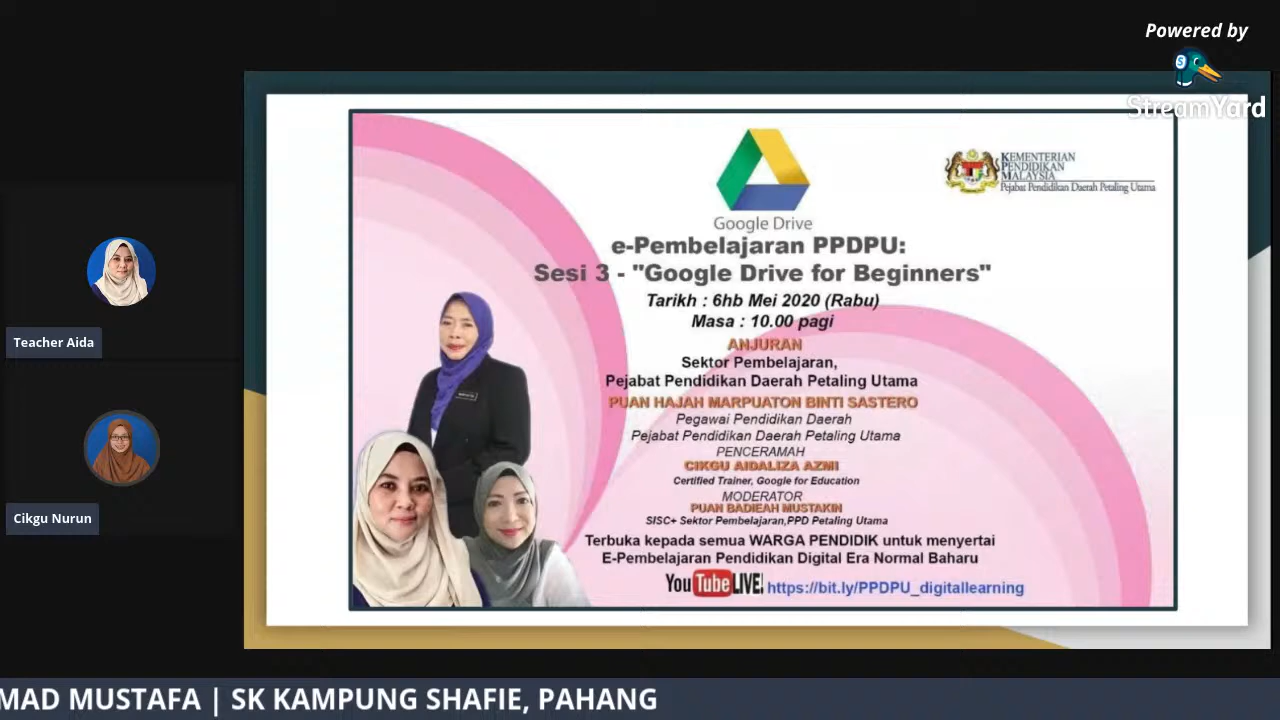 Powered by
StreamYard
Teacher Aida
Cikgu Nurun
Google Drive
KEMENTERIAN
PENDIDIKAN
MALAYSIA
Pejabat Pendidikan Daerah Petaling Utama
e-Pembelajaran PPDPU:
Sesi 3 - "Google Drive for Beginners"
Tarikh : 6hb Mei 2020 (Rabu)
Masa : 10.00 pagi
ANJURAN
Sektor Pembelajaran,
Pejabat Pendidikan Daerah Petaling Utama
PUAN HAJAH MARPUATON BINTI SASTERO
Pegawai Pendidikan Daerah
Pejabat Pendidikan Daerah Petaling Utama
PENCERAMAH
CIKGU AIDALIZA AZMI
Certified Trainer, Google for Education
MODERATOR
PUAN BADIEAH MUSTAKIN
SISC+ Sektor Pembelajaran,PPD Petaling Utama
Terbuka kepada semua WARGA PENDIDIK untuk menyertai
E-Pembelajaran Pendidikan Digital Era Normal Baharu
YouTube LIVE! https://bit.ly/PPDPU_digitallearning
MAD MUSTAFA | SK KAMPUNG SHAFIE, PAHANG